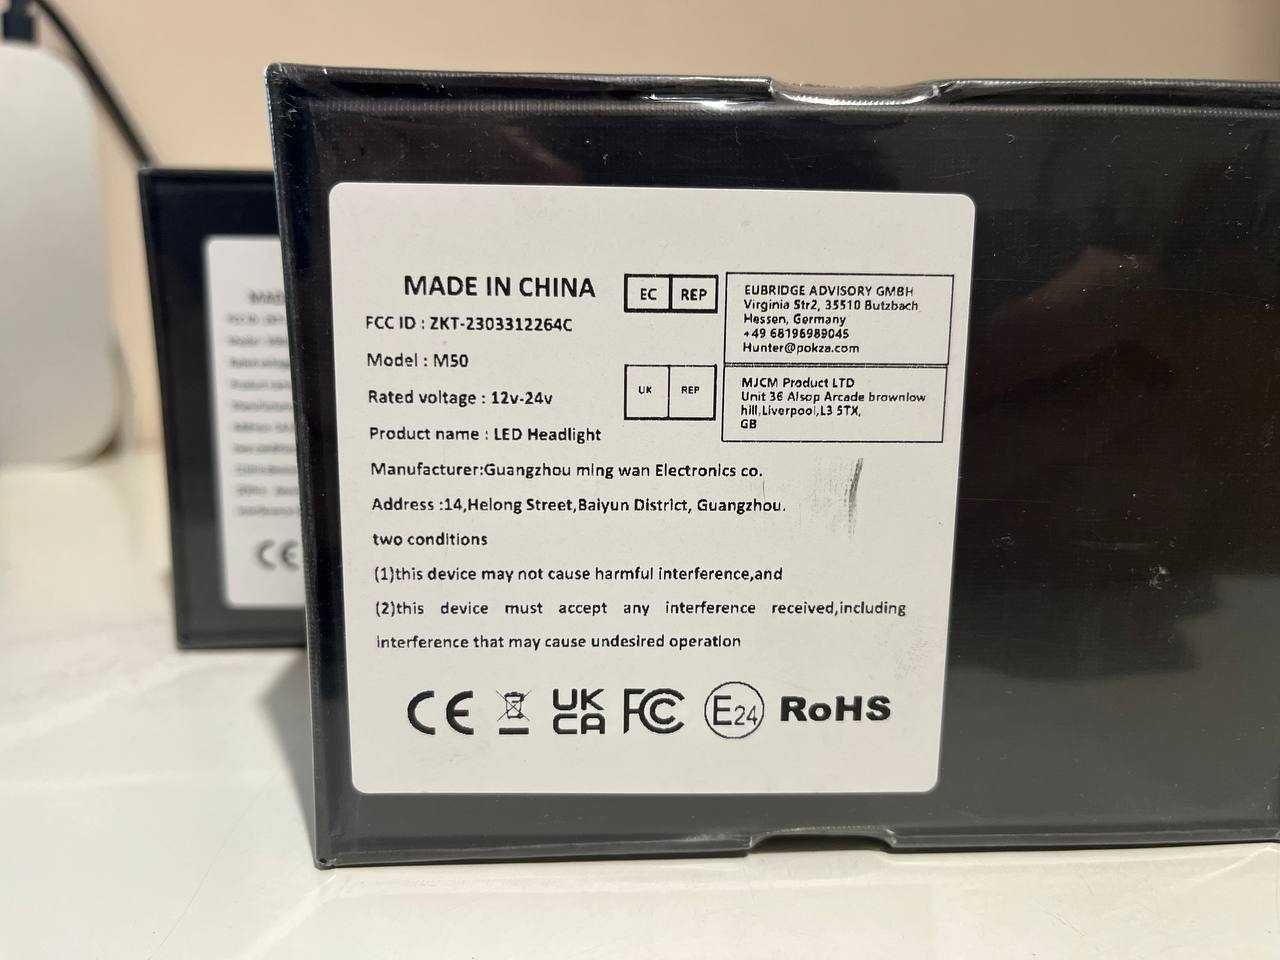 MADE IN CHINA
FCC ID : ZKT-2303312264C
Model : M50
Rated voltage : 12v-24v
Product name : LED Headlight
Manufacturer:Guangzhou ming wan Electronics co.
Address :14,Helong Street,Baiyun District, Guangzhou.
two conditions
(1)this device may not cause harmful interference,and
(2)this device must accept any interference received,including
interference that may cause undesired operation
EC REP
EUBRIDGE ADVISORY GMBH
Virginia Str2, 35510 Butzbach
Hessen, Germany
+49 68196989045
Hunter@pokza.com
UK REP
MJCM Product LTD
Unit 36 Alsop Arcade brownlow
hill,Liverpool,L3 5TX,
GB
CE UK CA FC E24 RoHS
CE